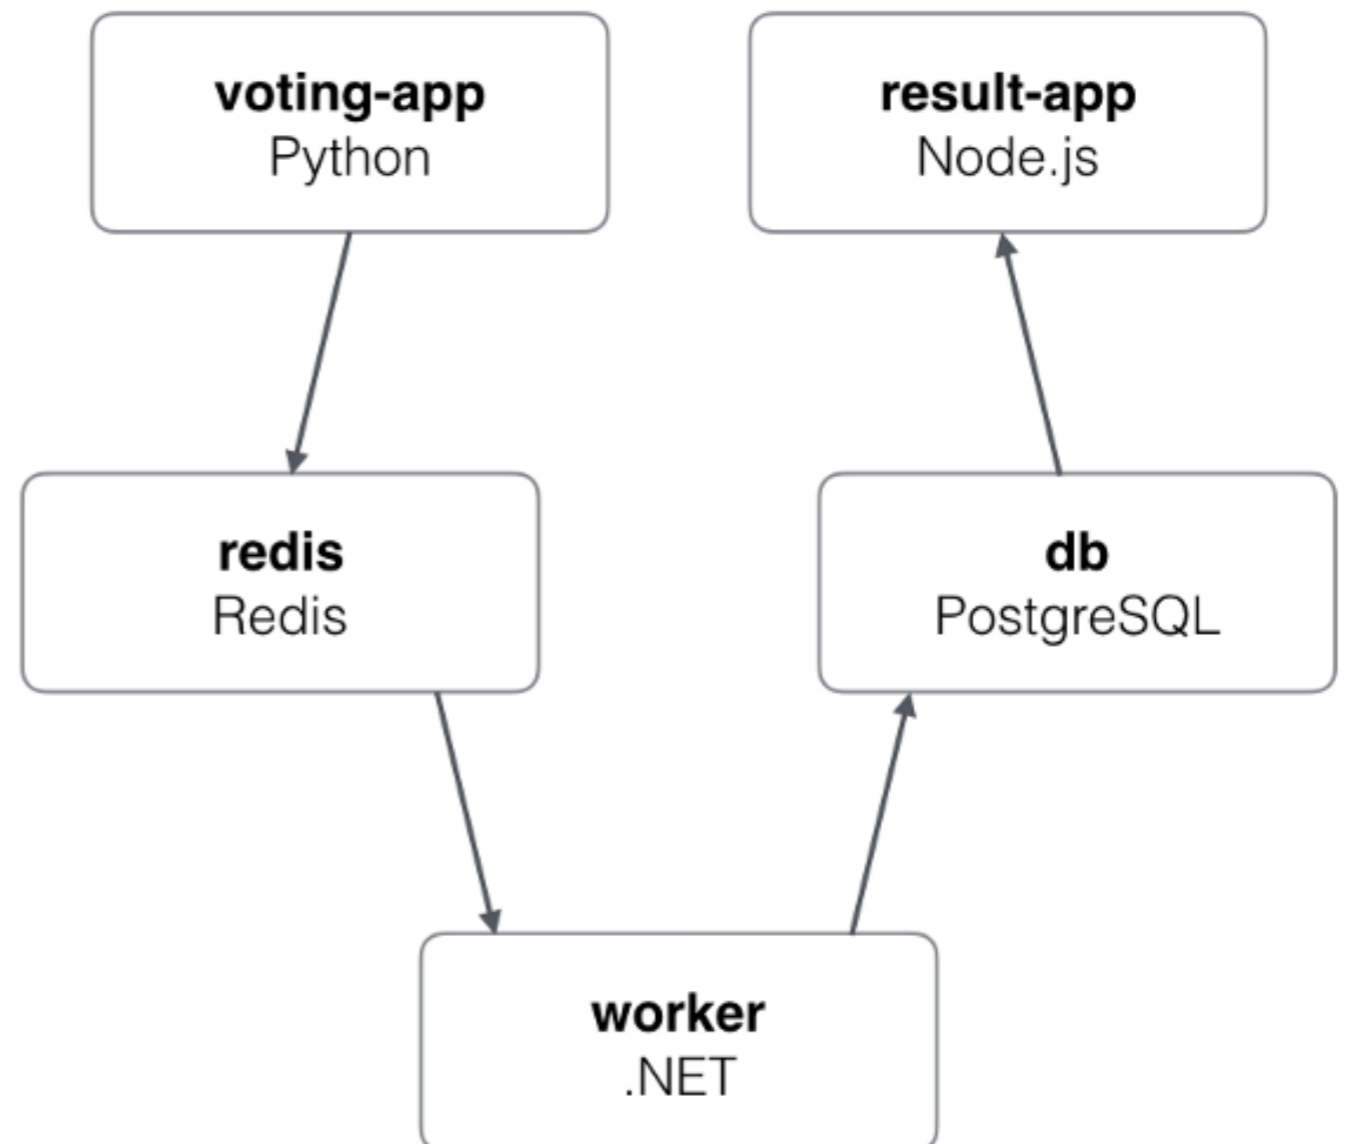 voting-app
Python
result-app
Node.js
redis
Redis
db
PostgreSQL
worker
.NET